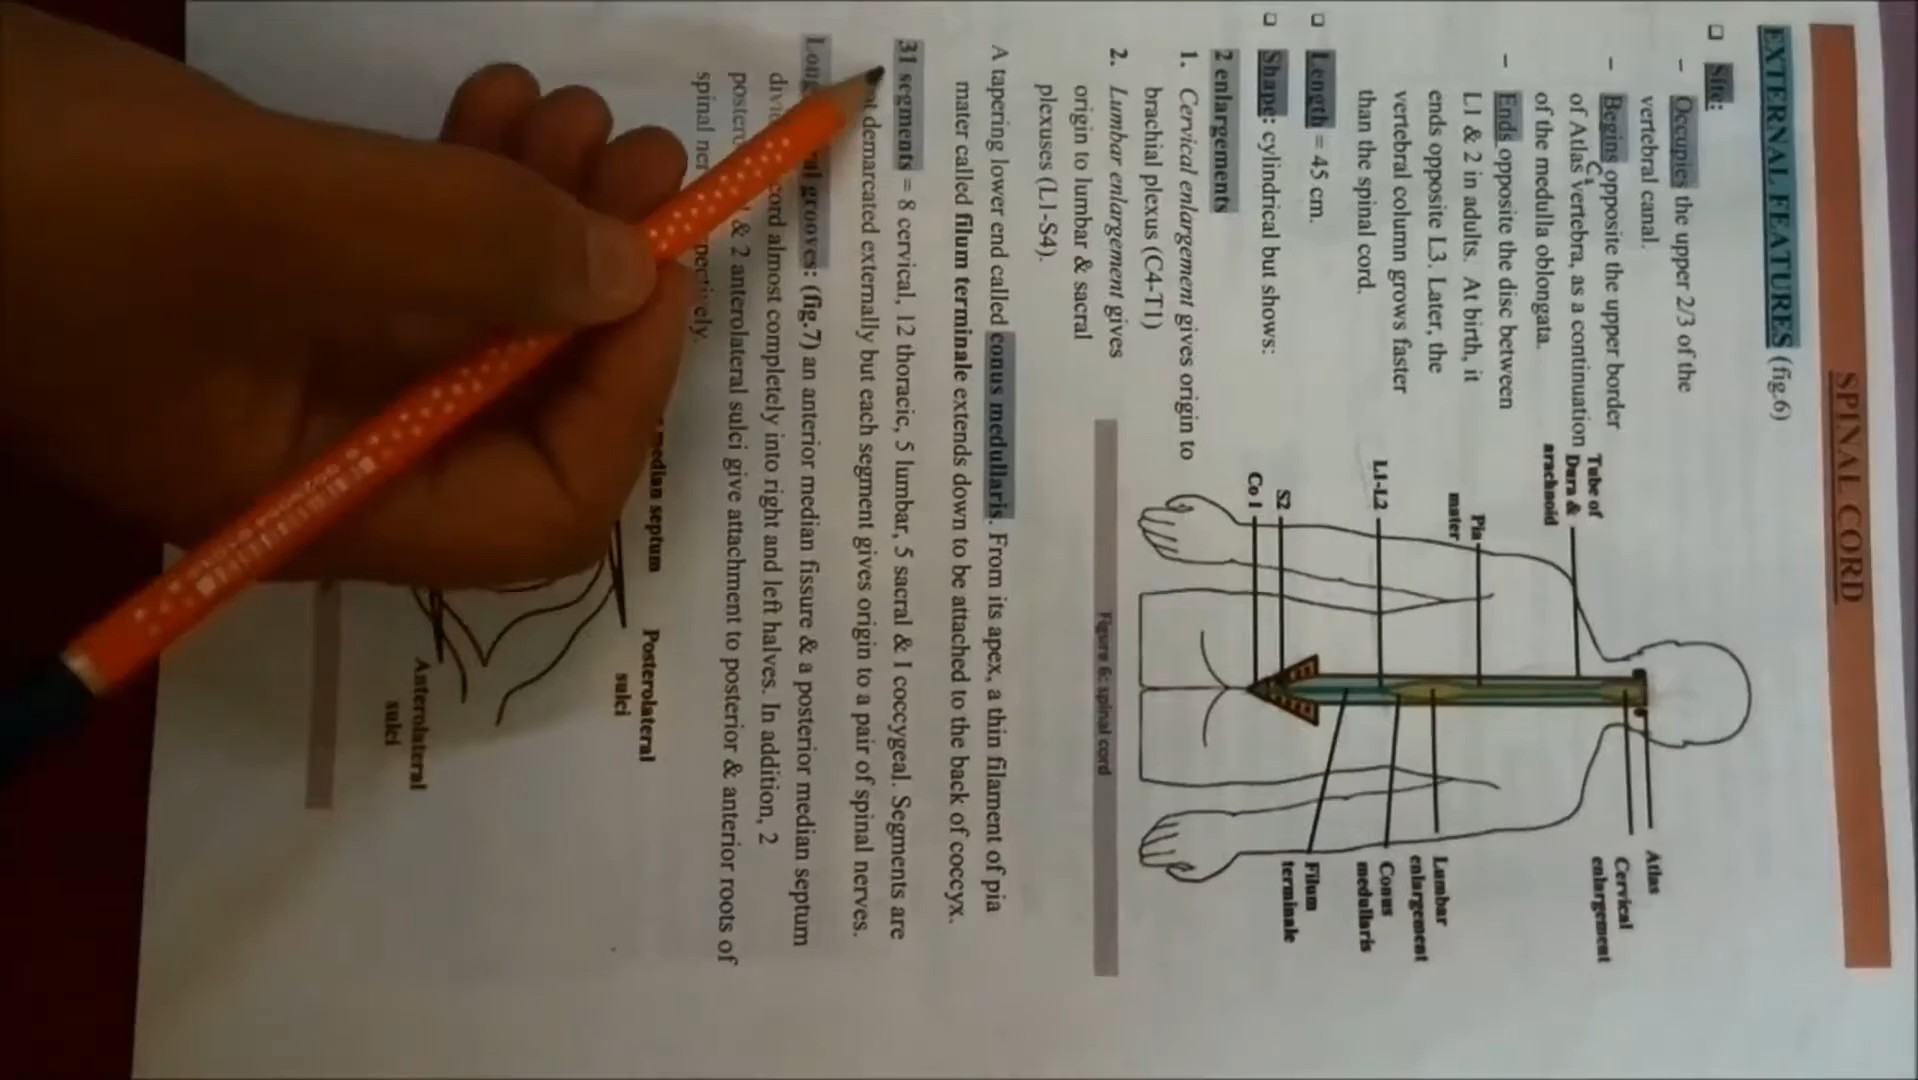 SPINAL CORD
EXTERNAL FEATURES (fig.6)
Site:
– Occupies the upper 2/3 of the
vertebral canal.
– Begins opposite the upper border
C1
of Atlas vertebra, as a continuation
of the medulla oblongata.
– Ends opposite the disc between
L1 & 2 in adults. At birth, it
ends opposite L3. Later, the
vertebral column grows faster
than the spinal cord.
Length = 45 cm.
Shape: cylindrical but shows:
2 enlargements
1. Cervical enlargement gives origin to
brachial plexus (C4-T1)
2. Lumbar enlargement gives
origin to lumbar & sacral
plexuses (L1-S4).
Tube of
Dura &
arachnoid
Pia
mater
L1-L2
S2
Co 1
Atlas
Cervical
enlargement
Lumbar
enlargement
Conus
medullaris
Filum
terminale
Figure 6: spinal cord
A tapering lower end called conus medullaris. From its apex, a thin filament of pia
mater called filum terminale extends down to be attached to the back of coccyx.
31 segments = 8 cervical, 12 thoracic, 5 lumbar, 5 sacral & 1 coccygeal. Segments are
demarcated externally but each segment gives origin to a pair of spinal nerves.
grooves: (fig.7) an anterior median fissure & a posterior median septum
cord almost completely into right and left halves. In addition, 2
& 2 anterolateral sulci give attachment to posterior & anterior roots of
spinal
median septum
Posterolateral
sulci
Anterolateral
sulci